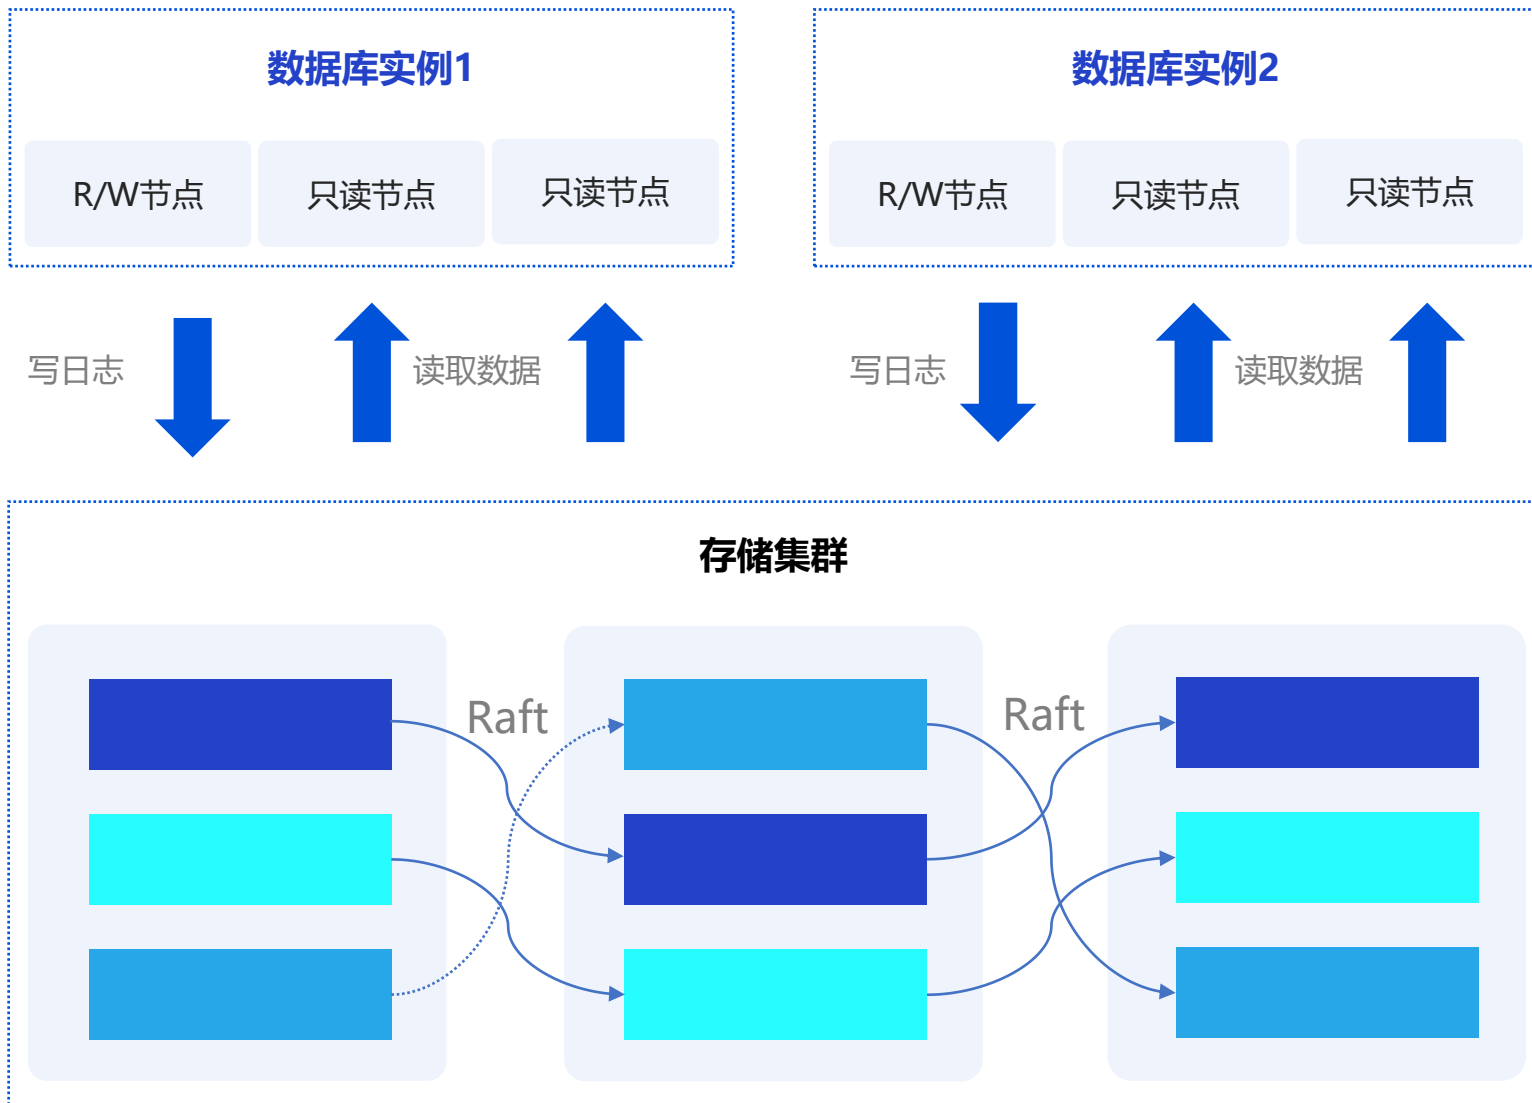 数据库实例1
数据库实例2
R/W节点
只读节点
只读节点
R/W节点
只读节点
只读节点
写日志
读取数据
写日志
读取数据
存储集群
Raft
Raft